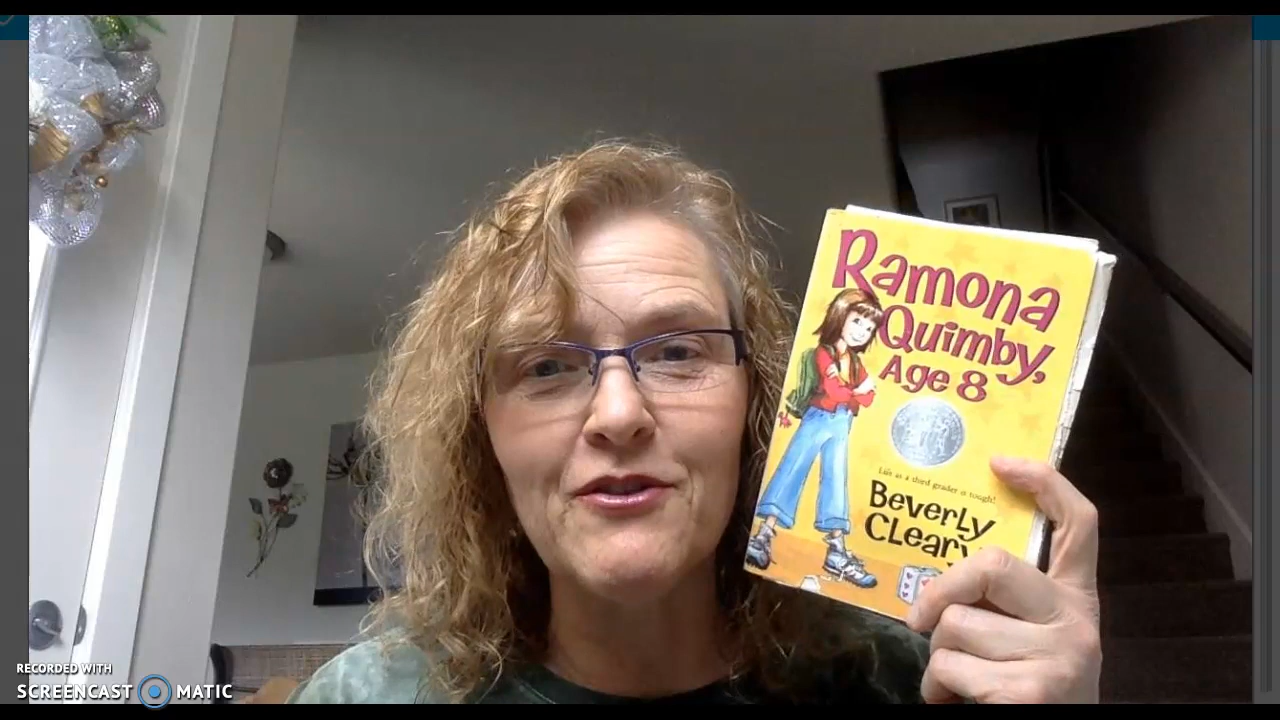 Ramona
Quimby,
Age 8
Life as a third grader is tough!
Beverly
Cleary
RECORDED WITH
SCREENCAST MATIC